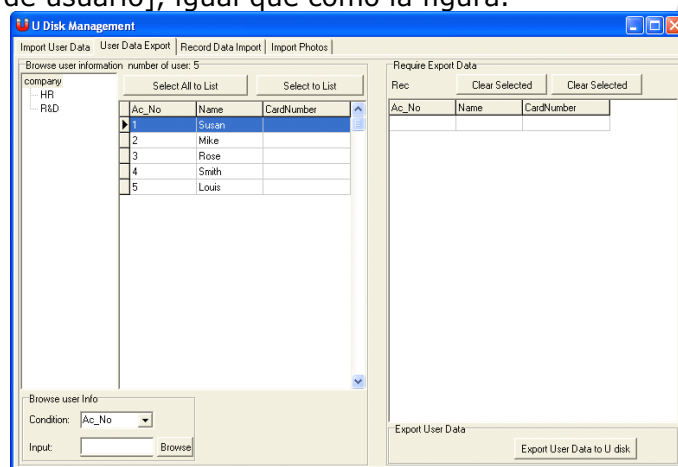 de usuario], igual que como la figura:
U Disk Management
Import User Data User Data Export Record Data Import Import Photos
Browse user information number of user: 5
company
HR
R&D
Select All to List Select to List
Ac_No Name CardNumber
1 Susan
2 Mike
3 Rose
4 Smith
5 Louis
Browse user Info
Condition: Ac_No
Input: Browse
Require Export Data
Rec Clear Selected Clear Selected
Ac_No Name CardNumber
Export User Data
Export User Data to U disk